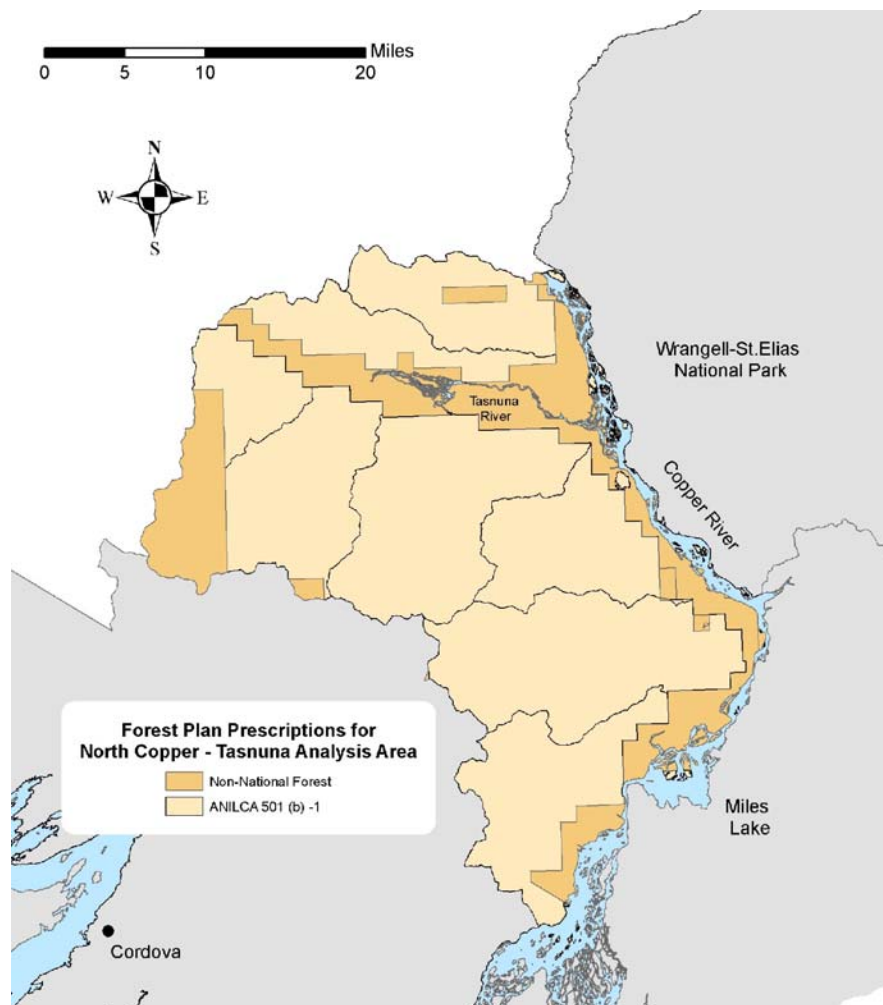 Miles
0 5 10 20
N
W E
S
Wrangell-St.Elias
National Park
Tasnuna
River
Copper River
Forest Plan Prescriptions for
North Copper - Tasnuna Analysis Area
Non-National Forest
ANILCA 501 (b) -1
Miles
Lake
Cordova